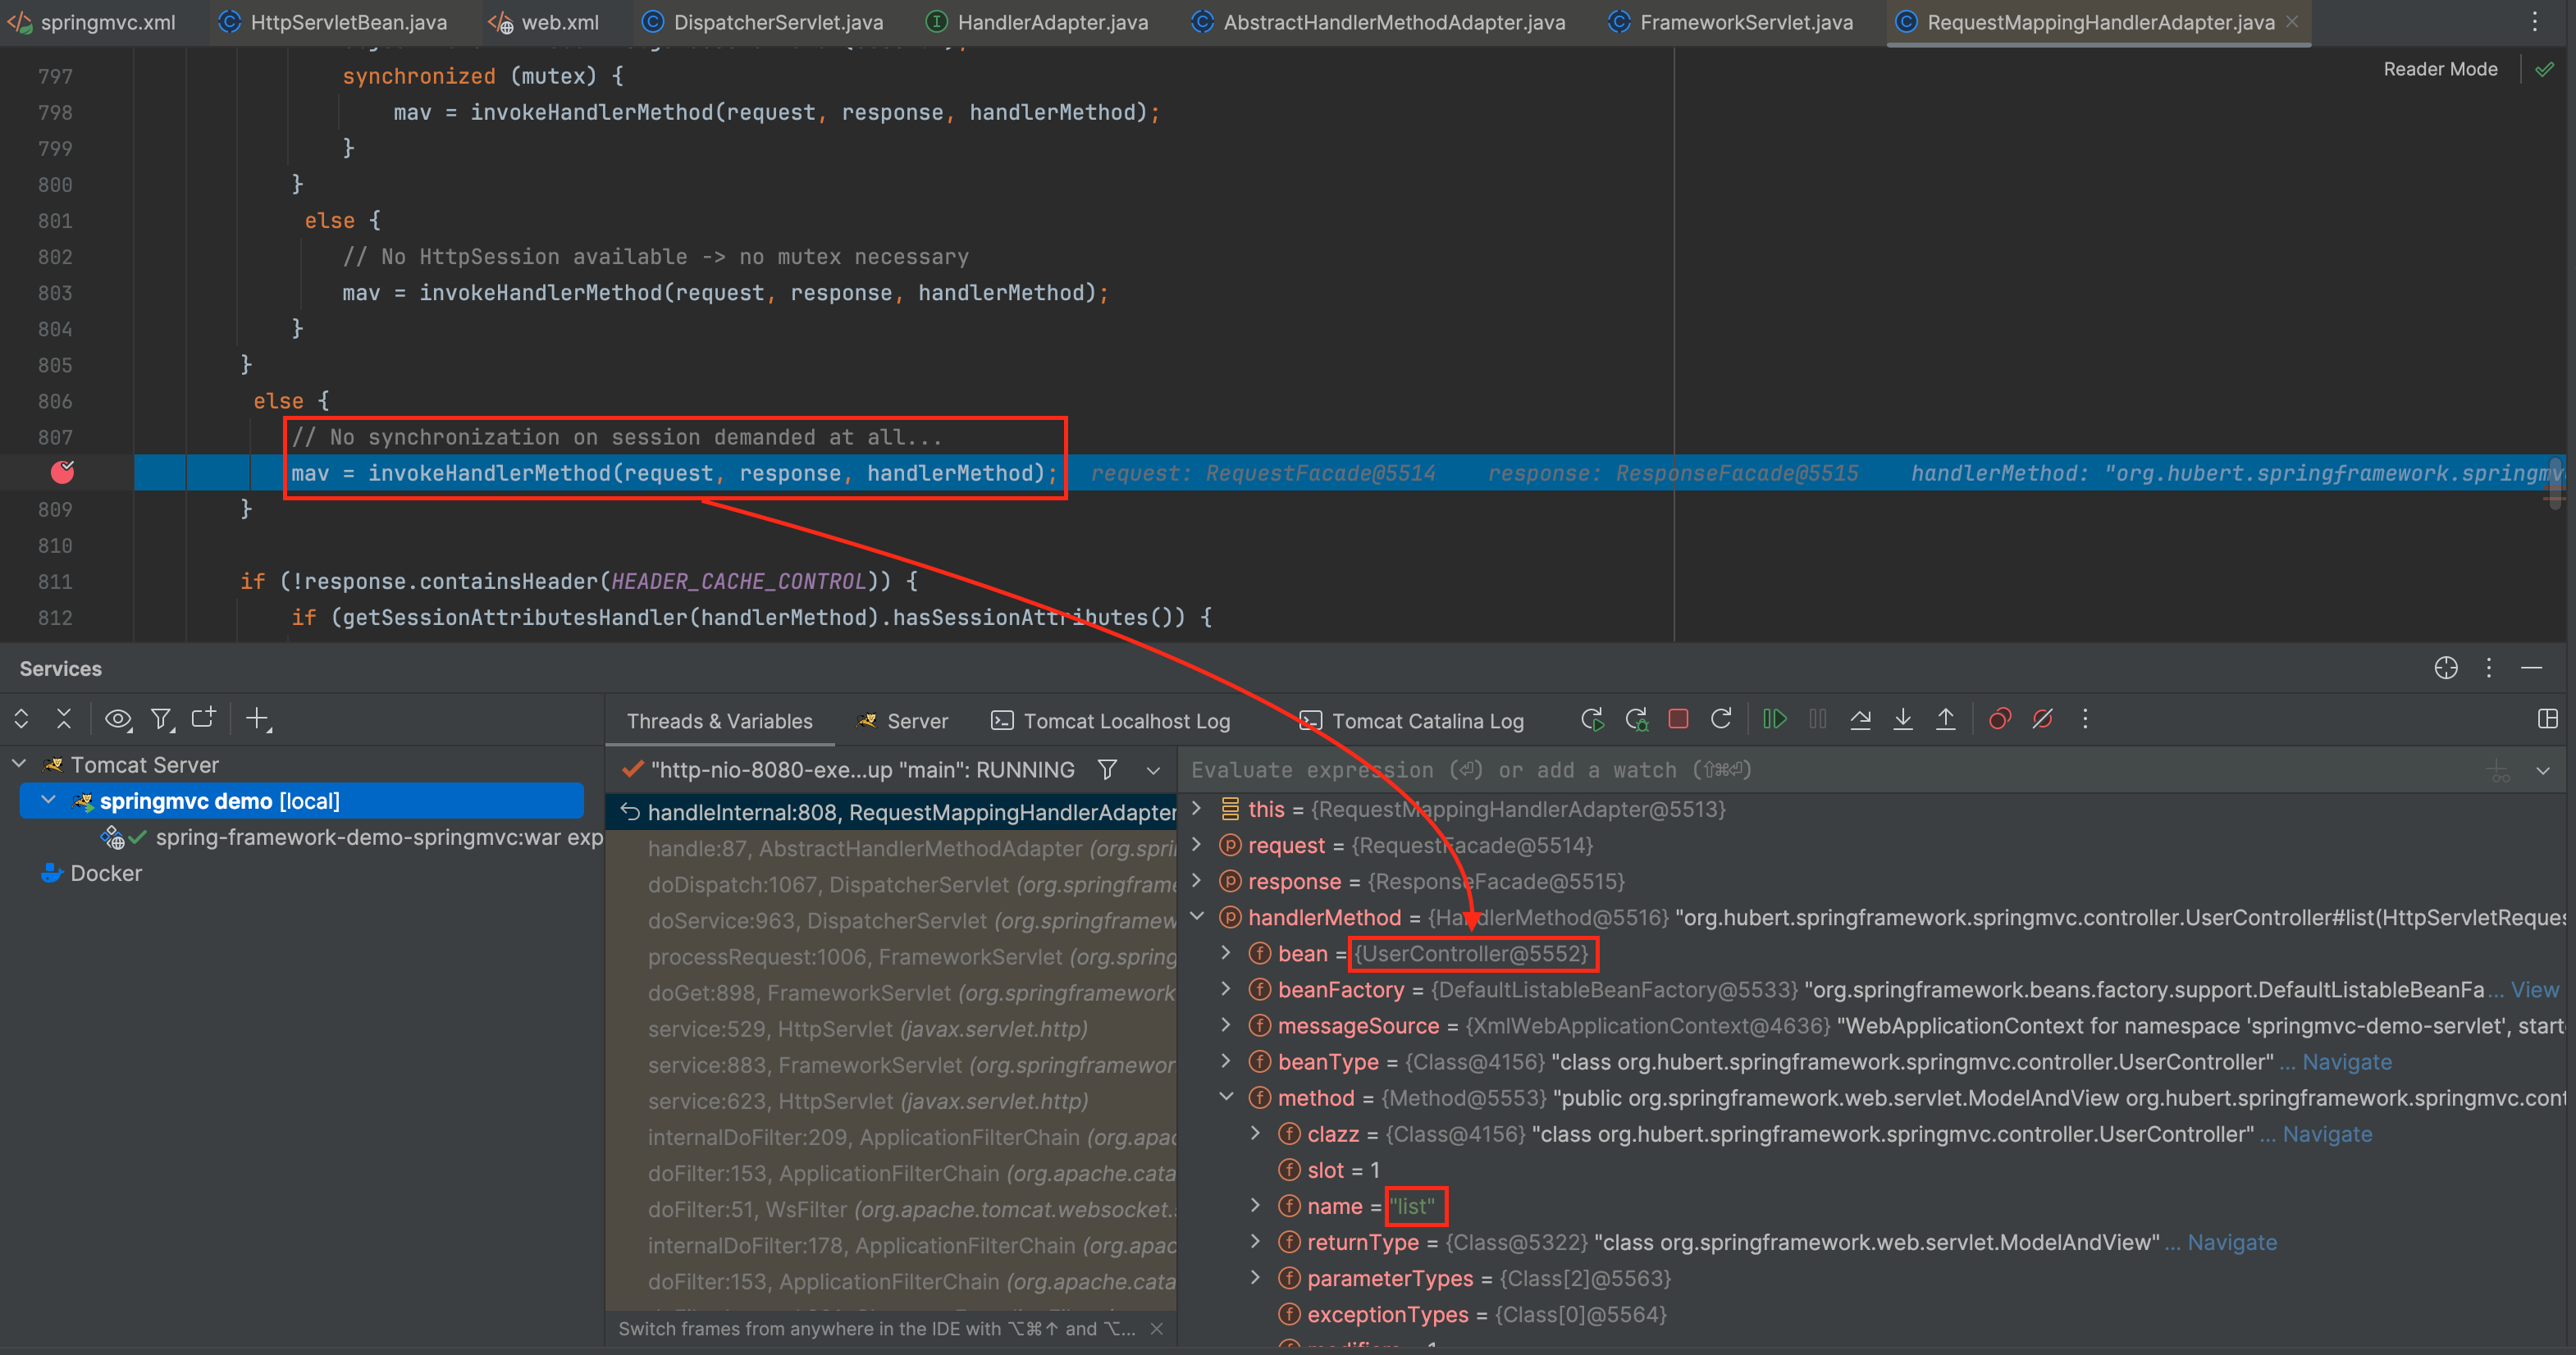 springmvc.xml HttpServletBean.java web.xml DispatcherServlet.java HandlerAdapter.java AbstractHandlerMethodAdapter.java FrameworkServlet.java RequestMappingHandlerAdapter.java
Reader Mode
797 synchronized (mutex) {
798 mav = invokeHandlerMethod(request, response, handlerMethod);
799 }
800 }
801 else {
802 // No HttpSession available -> no mutex necessary
803 mav = invokeHandlerMethod(request, response, handlerMethod);
804 }
805 }
806 else {
807 // No synchronization on session demanded at all...
mav = invokeHandlerMethod(request, response, handlerMethod); request: RequestFacade@5514 response: ResponseFacade@5515 handlerMethod: "org.hubert.springframework.springmv
809 }
810
811 if (!response.containsHeader(HEADER_CACHE_CONTROL)) {
812 if (getSessionAttributesHandler(handlerMethod).hasSessionAttributes()) {
Services
Threads & Variables Server Tomcat Localhost Log Tomcat Catalina Log
Tomcat Server
springmvc demo [local]
spring-framework-demo-springmvc:war exp
Docker
"http-nio-8080-exe...up "main": RUNNING
handleInternal:808, RequestMappingHandlerAdapter
handle:87, AbstractHandlerMethodAdapter (org.spri
doDispatch:1067, DispatcherServlet (org.springframe
doService:963, DispatcherServlet (org.springframew
processRequest:1006, FrameworkServlet (org.spring
doGet:898, FrameworkServlet (org.springframework
service:529, HttpServlet (javax.servlet.http)
service:883, FrameworkServlet (org.springframewor
service:623, HttpServlet (javax.servlet.http)
internalDoFilter:209, ApplicationFilterChain (org.apac
doFilter:153, ApplicationFilterChain (org.apache.cata
doFilter:51, WsFilter (org.apache.tomcat.websocket.
internalDoFilter:178, ApplicationFilterChain (org.apac
doFilter:153, ApplicationFilterChain (org.apache.cata
Switch frames from anywhere in the IDE with ⌥⌘↑ and ⌥...
Evaluate expression (⏎) or add a watch (⇧⌘⏎)
this = {RequestMappingHandlerAdapter@5513}
request = {RequestFacade@5514}
response = {ResponseFacade@5515}
handlerMethod = {HandlerMethod@5516} "org.hubert.springframework.springmvc.controller.UserController#list(HttpServletReques
bean = {UserController@5552}
beanFactory = {DefaultListableBeanFactory@5533} "org.springframework.beans.factory.support.DefaultListableBeanFa... View
messageSource = {XmlWebApplicationContext@4636} "WebApplicationContext for namespace 'springmvc-demo-servlet', start
beanType = {Class@4156} "class org.hubert.springframework.springmvc.controller.UserController" ... Navigate
method = {Method@5553} "public org.springframework.web.servlet.ModelAndView org.hubert.springframework.springmvc.cont
clazz = {Class@4156} "class org.hubert.springframework.springmvc.controller.UserController" ... Navigate
slot = 1
name = "list"
returnType = {Class@5322} "class org.springframework.web.servlet.ModelAndView" ... Navigate
parameterTypes = {Class[2]@5563}
exceptionTypes = {Class[0]@5564}